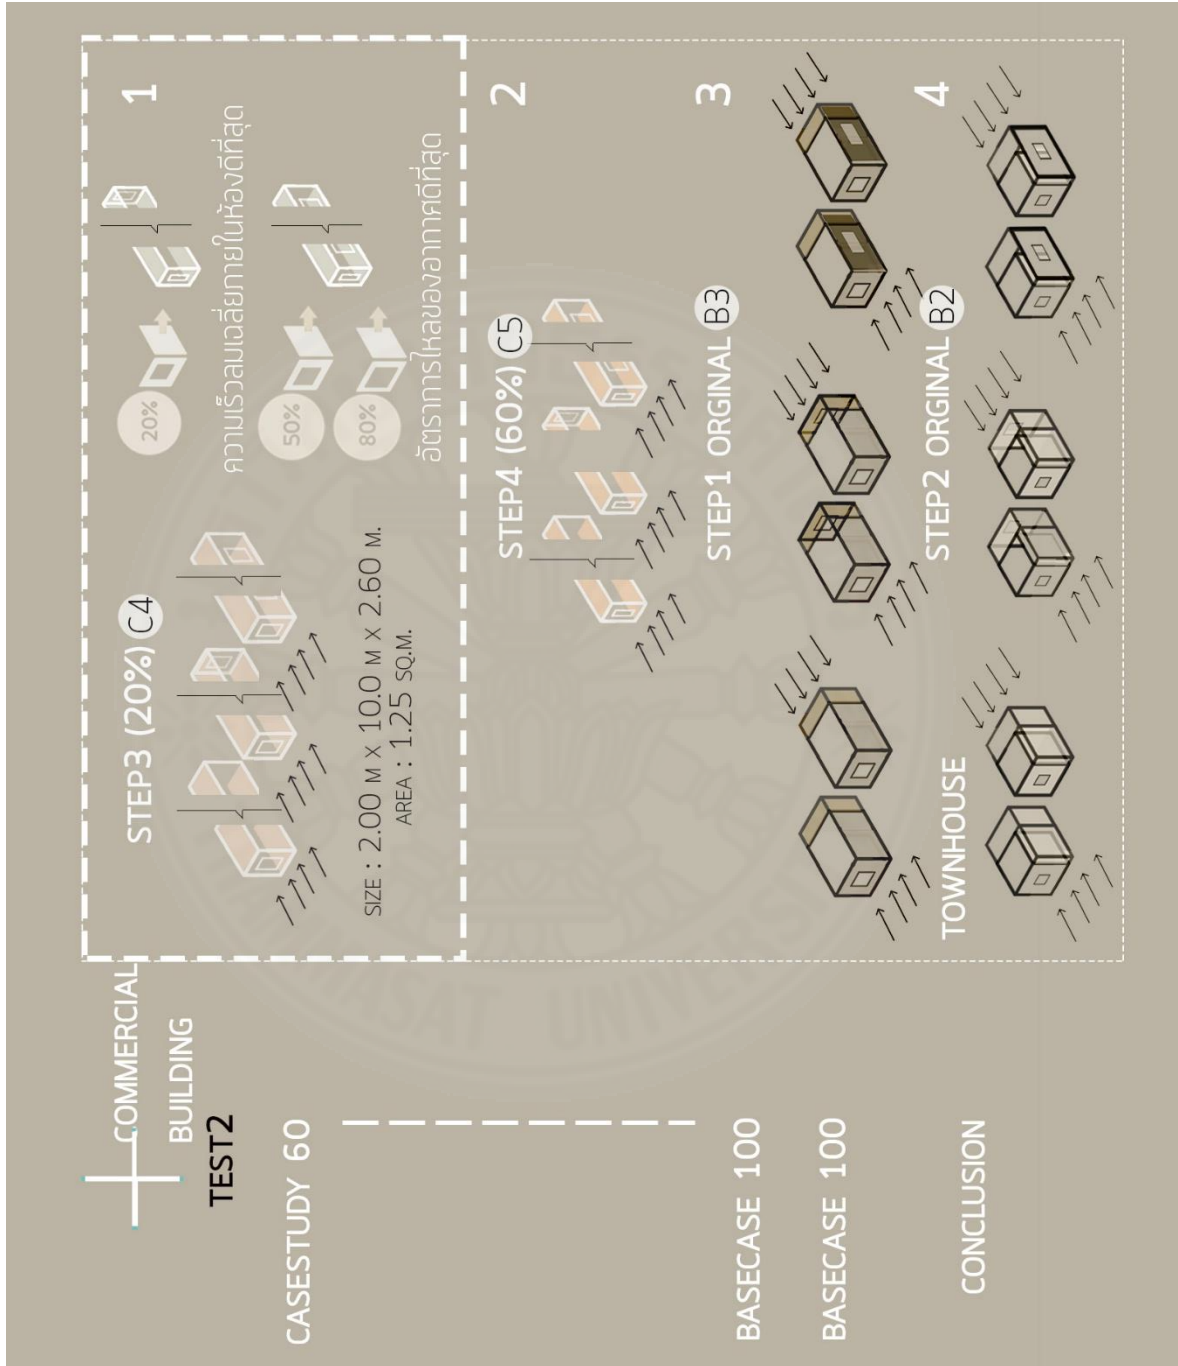 COMMERCIAL
BUILDING
TEST2
CASESTUDY 60
BASECASE 100
BASECASE 100
CONCLUSION
STEP3 (20%) C4
1
20%
ความเร็วลมเฉลี่ยภายในห้องดีที่สุด
50%
80%
อัตราการไหลของอากาศดีที่สุด
SIZE : 2.00 M X 10.0 M X 2.60 M.
AREA : 1.25 SQ.M.
STEP4 (60%) C5
2
STEP1 ORGINAL B3
3
TOWNHOUSE
STEP2 ORGINAL B2
4
UNIVERS